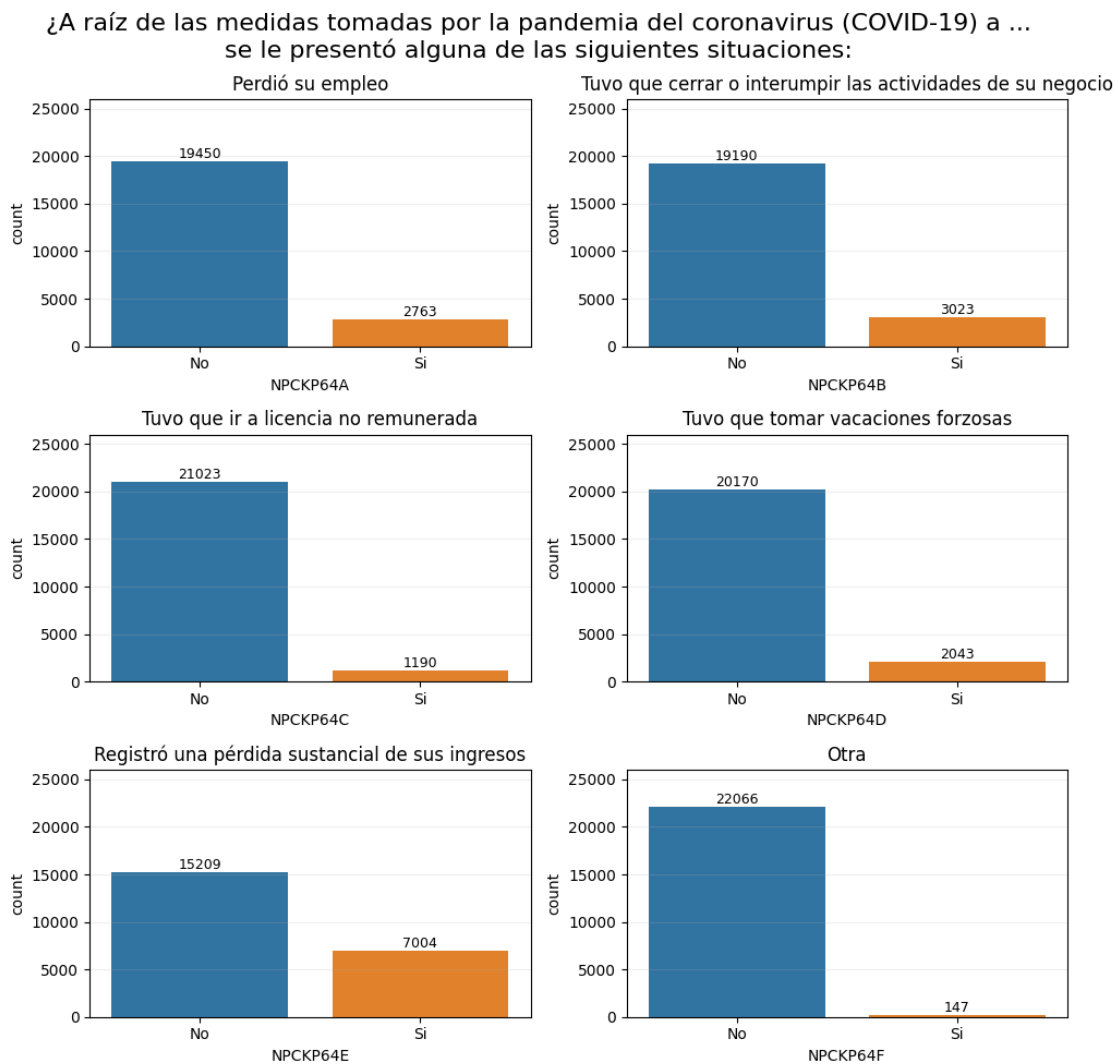 ¿A raíz de las medidas tomadas por la pandemia del coronavirus (COVID-19) a ...
se le presentó alguna de las siguientes situaciones:
Perdió su empleo
25000
20000
15000
10000
5000
0
count
19450
2763
No Si
NPCKP64A
Tuvo que cerrar o interumpir las actividades de su negocio
25000
20000
15000
10000
5000
0
count
19190
3023
No Si
NPCKP64B
Tuvo que ir a licencia no remunerada
25000
20000
15000
10000
5000
0
count
21023
1190
No Si
NPCKP64C
Tuvo que tomar vacaciones forzosas
25000
20000
15000
10000
5000
0
count
20170
2043
No Si
NPCKP64D
Registró una pérdida sustancial de sus ingresos
25000
20000
15000
10000
5000
0
count
15209
7004
No Si
NPCKP64E
Otra
25000
20000
15000
10000
5000
0
count
22066
147
No Si
NPCKP64F